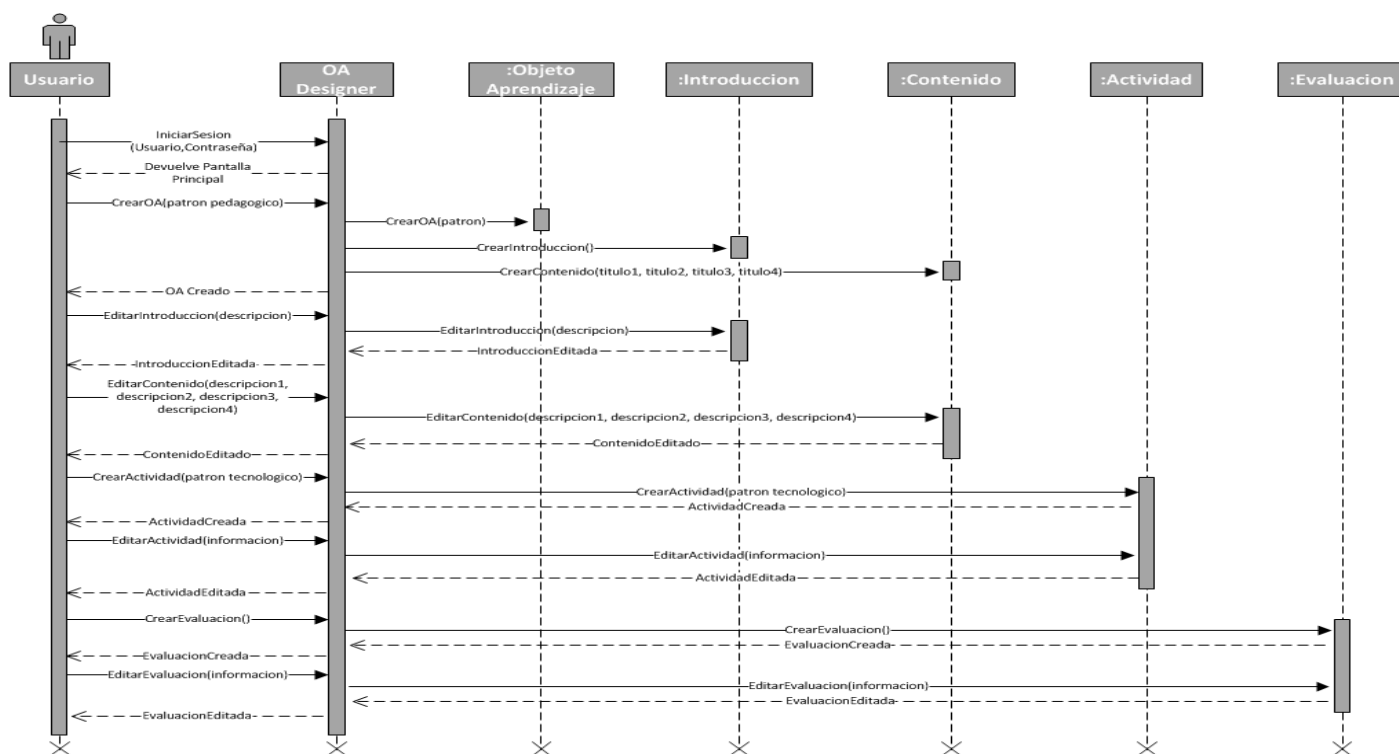 Usuario
OA
Designer
:Objeto
Aprendizaje
:Introduccion
:Contenido
:Actividad
:Evaluacion
IniciarSesion
(Usuario,Contraseña)
Devuelve Pantalla
Principal
CrearOA(patron pedagogico)
CrearOA(patron)
CrearIntroduccion()
CrearContenido(titulo1, titulo2, titulo3, titulo4)
OA Creado
EditarIntroduccion(descripcion)
EditarIntroduccion(descripcion)
IntroduccionEditada
IntroduccionEditada
EditarContenido(descripcion1,
descripcion2, descripcion3,
descripcion4)
EditarContenido(descripcion1, descripcion2, descripcion3, descripcion4)
ContenidoEditado
ContenidoEditado
CrearActividad(patron tecnologico)
CrearActividad(patron tecnologico)
ActividadCreada
ActividadCreada
EditarActividad(informacion)
EditarActividad(informacion)
ActividadEditada
ActividadEditada
CrearEvaluacion()
CrearEvaluacion()
EvaluacionCreada
EvaluacionCreada
EditarEvaluacion(informacion)
EditarEvaluacion(informacion)
EvaluacionEditada
EvaluacionEditada